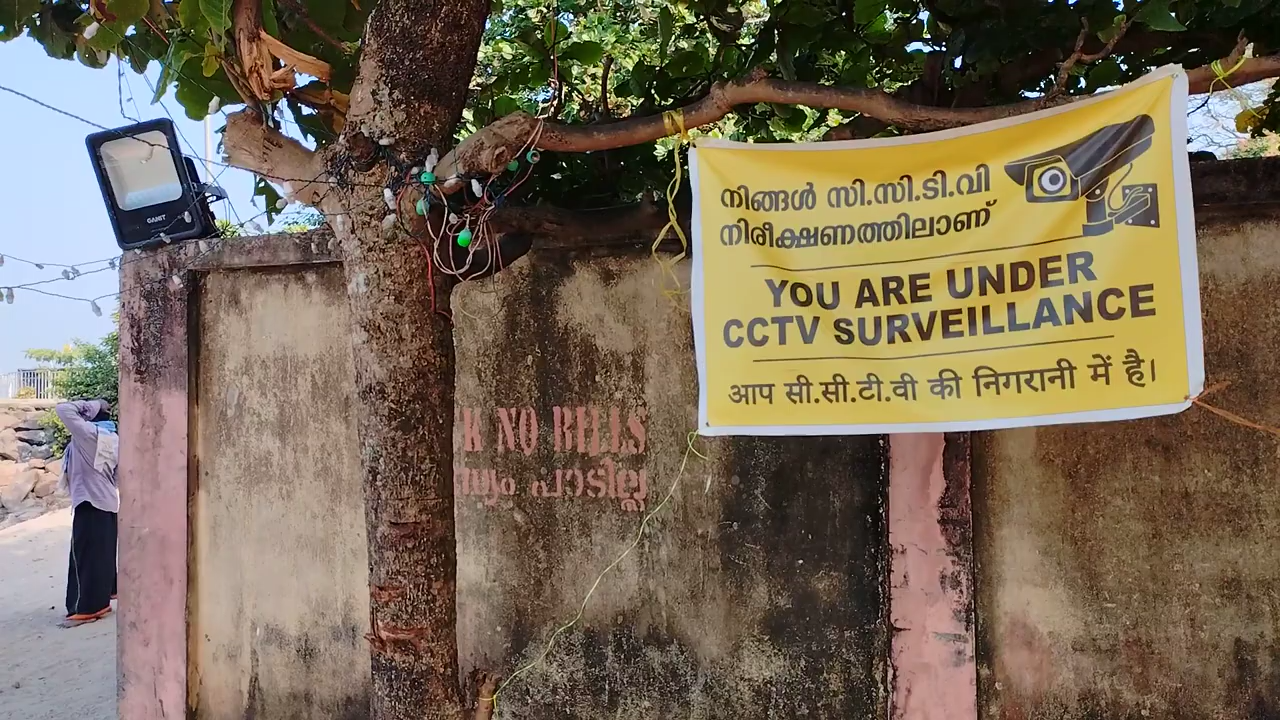 നിങ്ങൾ സി.സി.ടി.വി
നിരീക്ഷണത്തിലാണ്
YOU ARE UNDER
CCTV SURVEILLANCE
आप सी.सी.टी.वी की निगरानी में है।
K NO BILLS
പാടില്ല